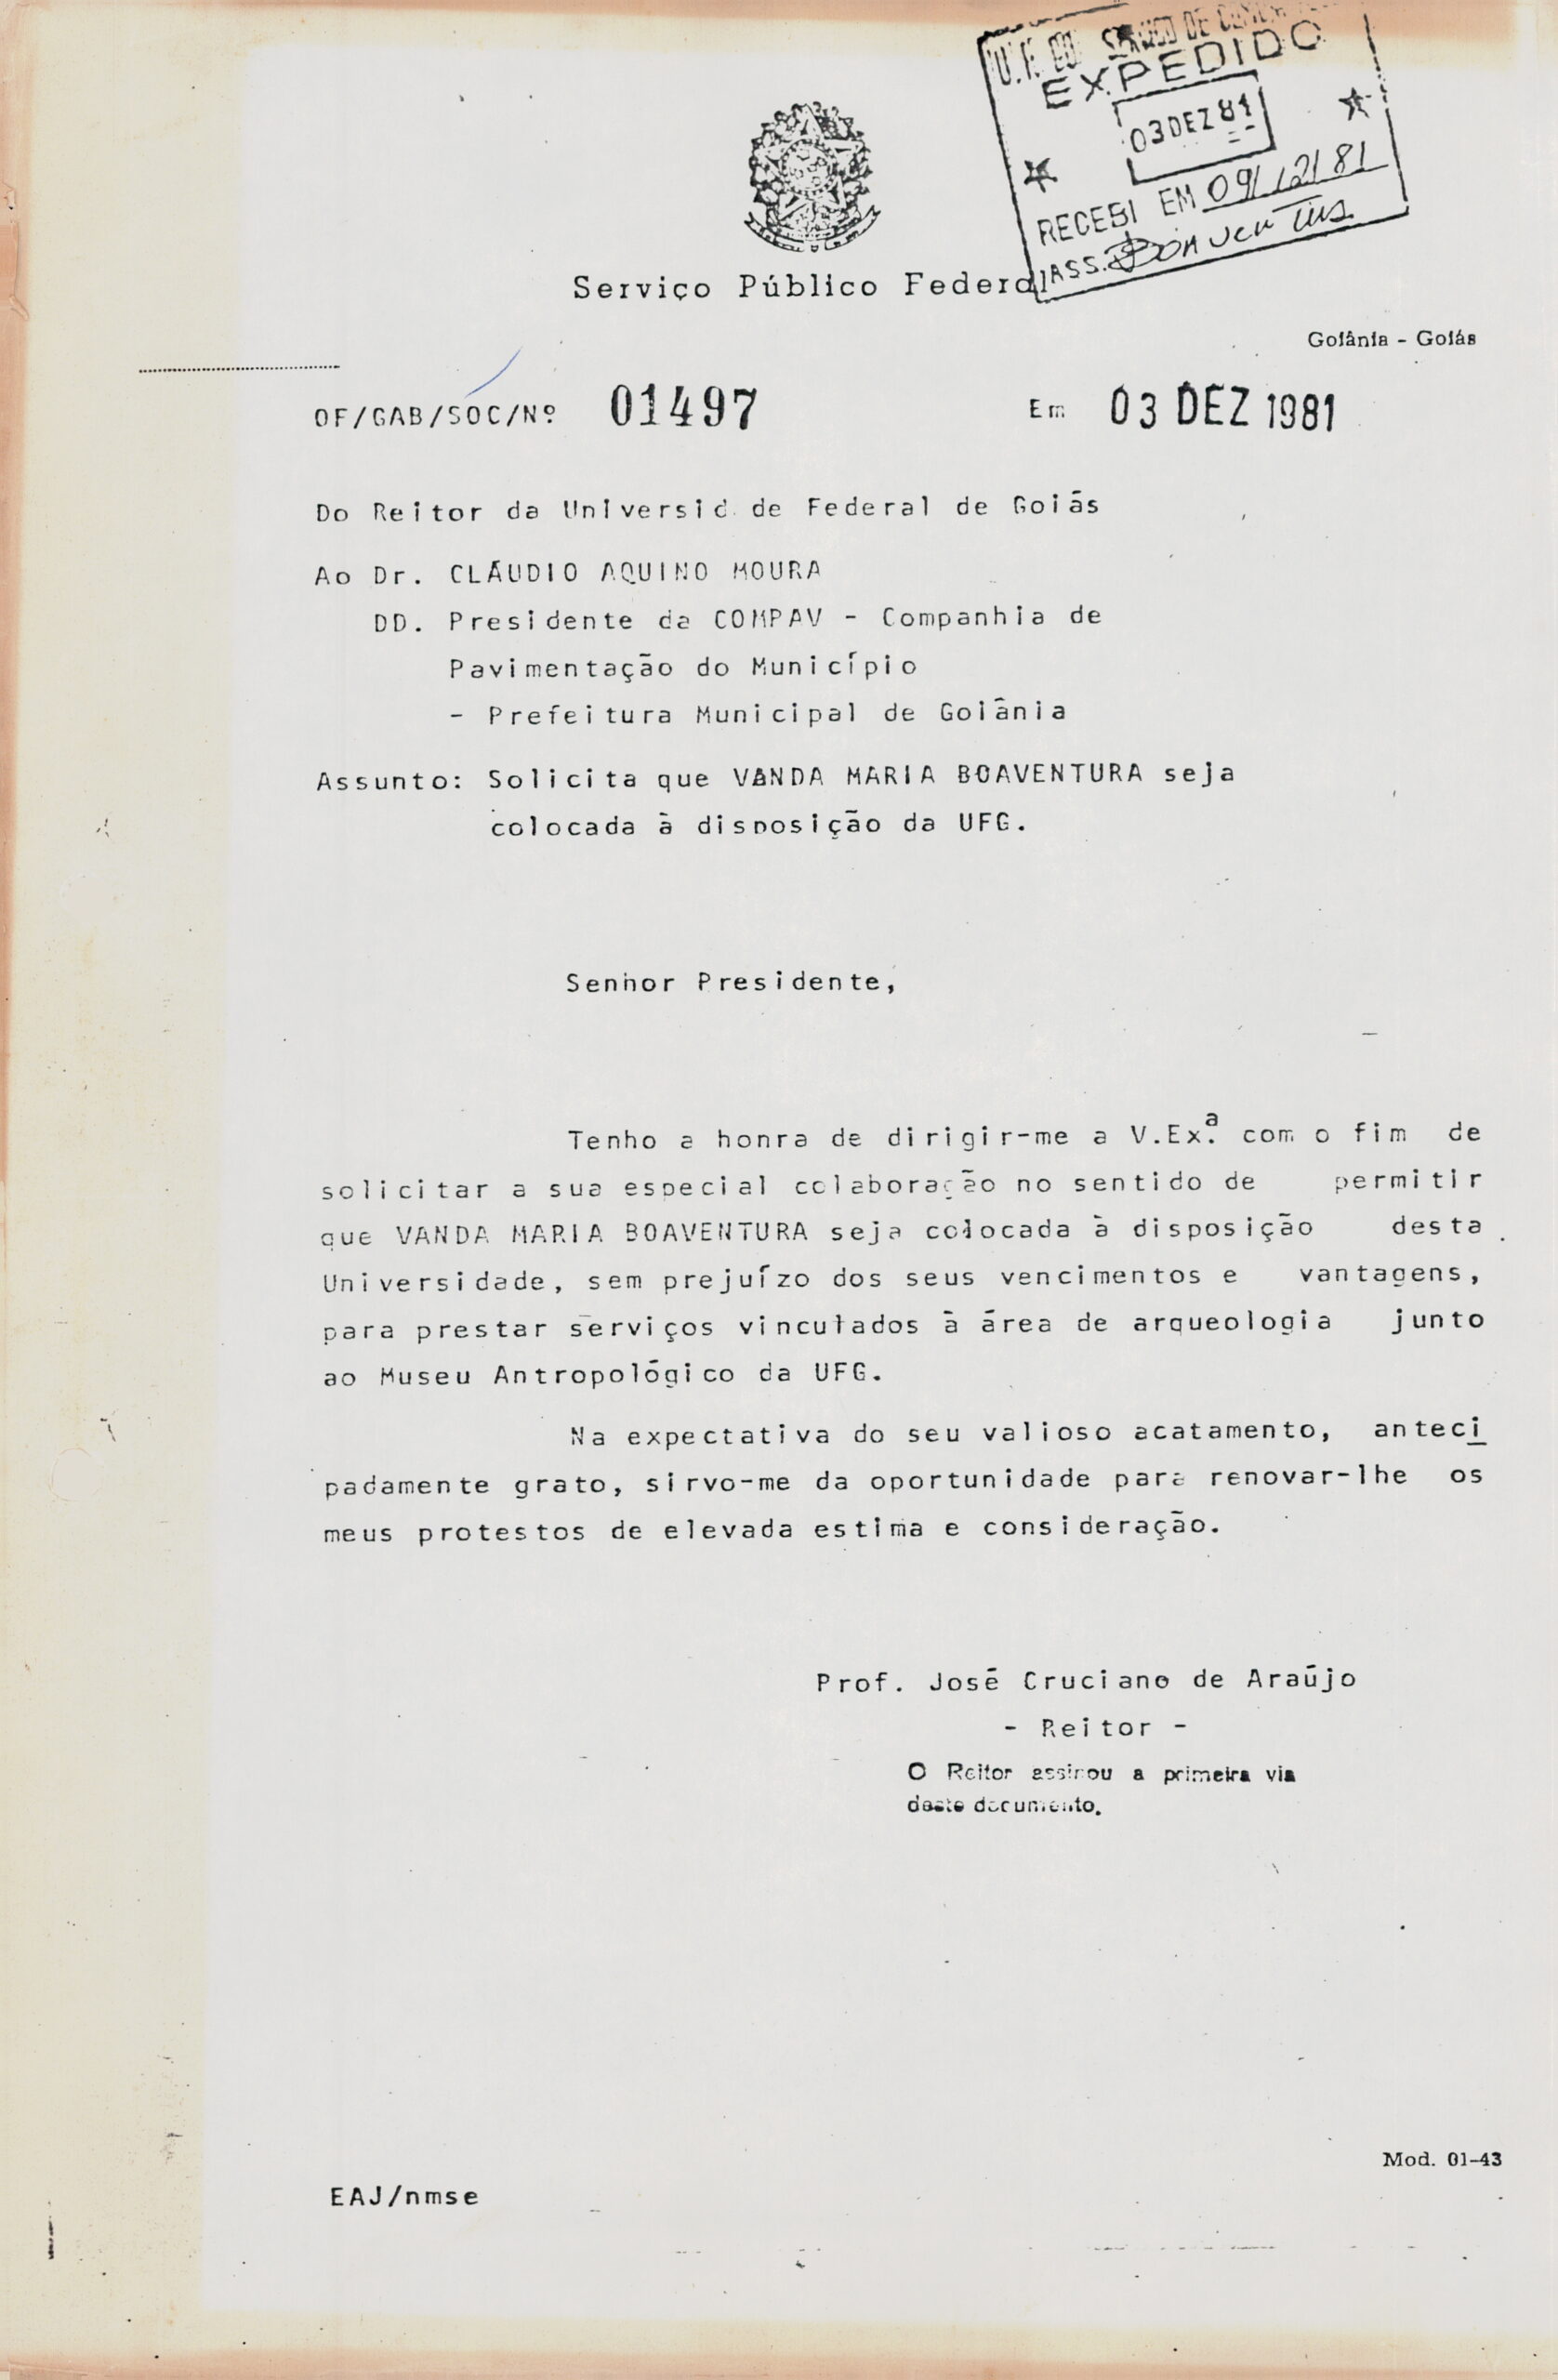 U.F.GO. SERVIÇO DE
EXPEDIDO
03 DEZ 81
RECEBI EM 09/12/81
ASS.
Serviço Público Federal
Goiânia - Goiás
OF/GAB/SOC/Nº 01497 Em 03 DEZ 1981
Do Reitor da Universid de Federal de Goiás
Ao Dr. CLÁUDIO AQUINO MOURA
DD. Presidente da COMPAV - Companhia de
Pavimentação do Município
- Prefeitura Municipal de Goiânia
Assunto: Solicita que VANDA MARIA BOAVENTURA seja
colocada à disposição da UFG.
Senhor Presidente,
Tenho a honra de dirigir-me a V.Ex.ª com o fim de
solicitar a sua especial colaboração no sentido de permitir
que VANDA MARIA BOAVENTURA seja colocada à disposição desta
Universidade, sem prejuízo dos seus vencimentos e vantagens,
para prestar serviços vinculados à área de arqueologia junto
ao Museu Antropológico da UFG.
Na expectativa do seu valioso acatamento, anteci
padamente grato, sirvo-me da oportunidade para renovar-lhe os
meus protestos de elevada estima e consideração.
Prof. José Cruciano de Araújo
- Reitor -
O Reitor assinou a primeira via
deste documento.
Mod. 01-43
EAJ/nmse